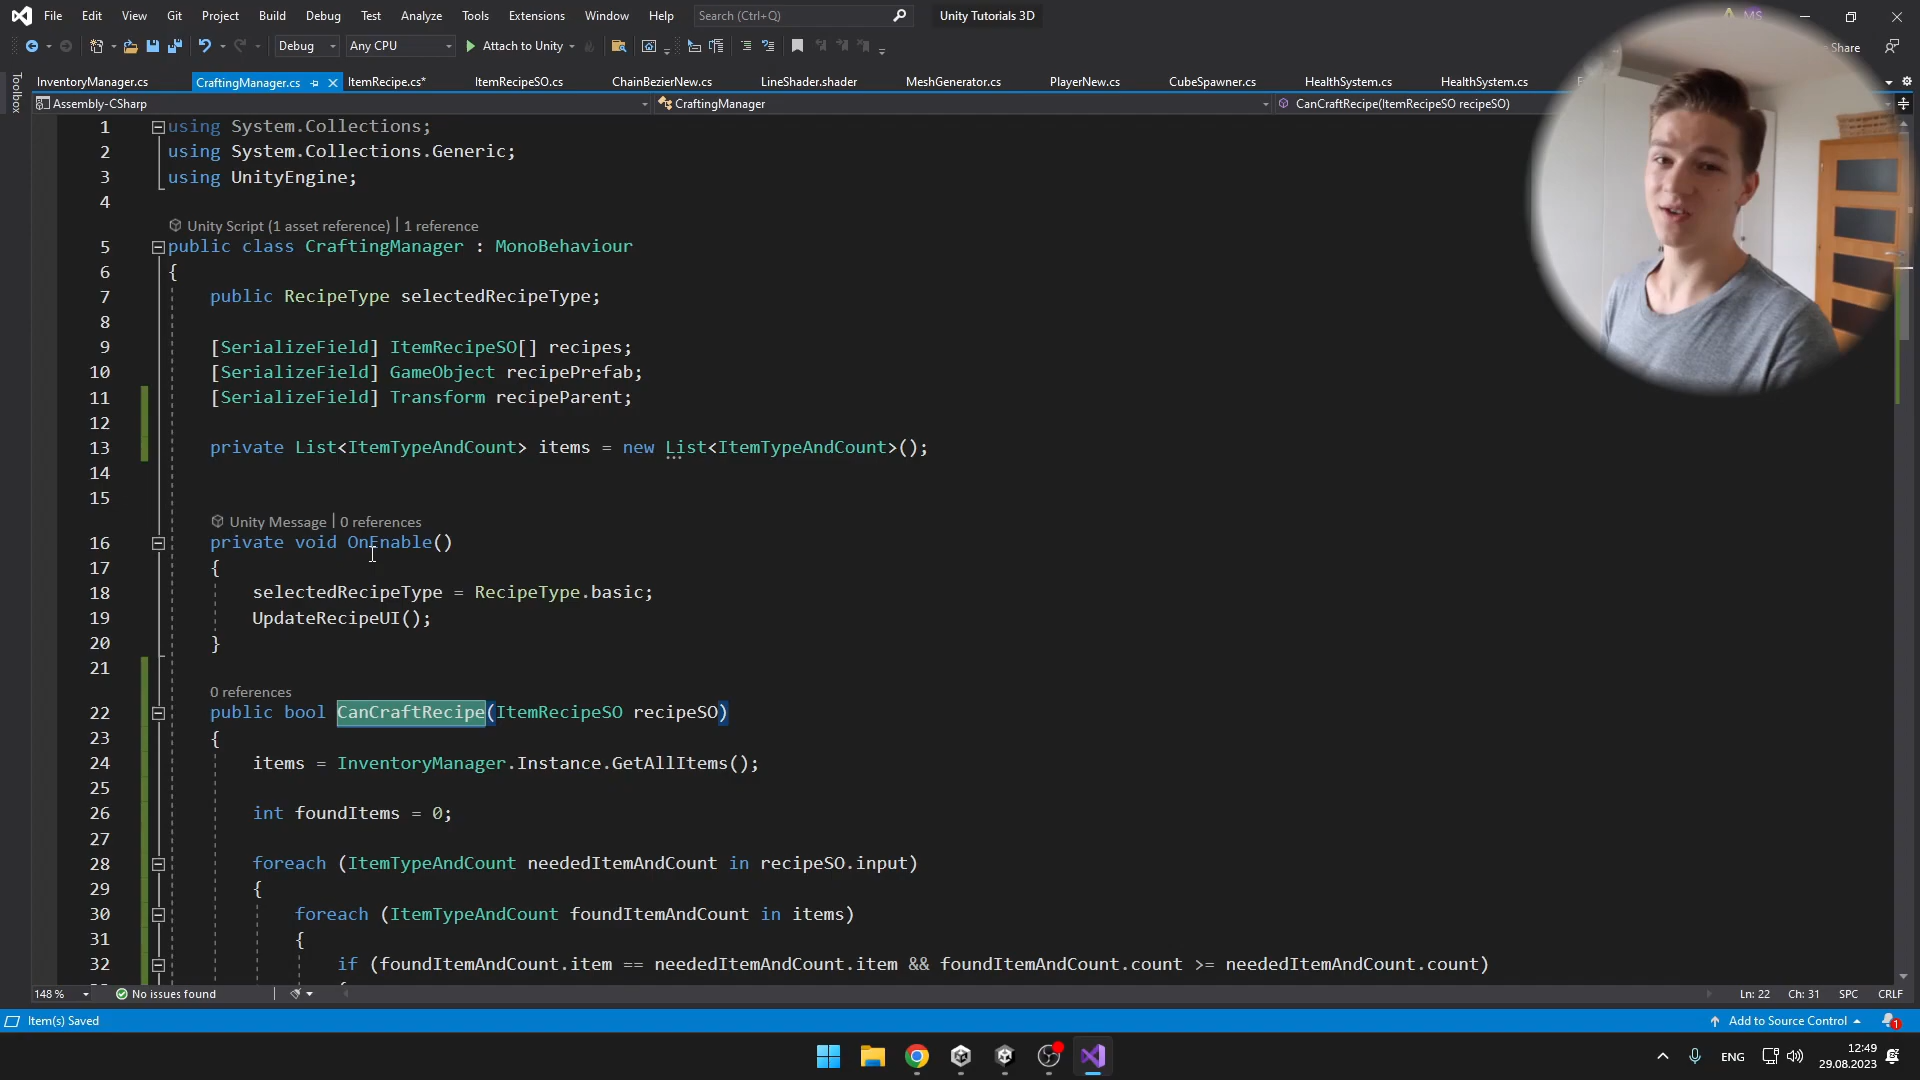 File Edit View Git Project Build Debug Test Analyze Tools Extensions Window Help Search (Ctrl+Q) Unity Tutorials 3D MS
Debug Any CPU Attach to Unity Share
InventoryManager.cs CraftingManager.cs ItemRecipe.cs* ItemRecipeSO.cs ChainBezierNew.cs LineShader.shader MeshGenerator.cs PlayerNew.cs CubeSpawner.cs HealthSystem.cs HealthSystem.cs
Toolbox
Assembly-CSharp CraftingManager CanCraftRecipe(ItemRecipeSO recipeSO)
1 using System.Collections;
2 using System.Collections.Generic;
3 using UnityEngine;
4
Unity Script (1 asset reference) | 1 reference
5 public class CraftingManager : MonoBehaviour
6 {
7 public RecipeType selectedRecipeType;
8
9 [SerializeField] ItemRecipeSO[] recipes;
10 [SerializeField] GameObject recipePrefab;
11 [SerializeField] Transform recipeParent;
12
13 private List<ItemTypeAndCount> items = new List<ItemTypeAndCount>();
14
15
Unity Message | 0 references
16 private void OnEnable()
17 {
18 selectedRecipeType = RecipeType.basic;
19 UpdateRecipeUI();
20 }
21
0 references
22 public bool CanCraftRecipe(ItemRecipeSO recipeSO)
23 {
24 items = InventoryManager.Instance.GetAllItems();
25
26 int foundItems = 0;
27
28 foreach (ItemTypeAndCount neededItemAndCount in recipeSO.input)
29 {
30 foreach (ItemTypeAndCount foundItemAndCount in items)
31 {
32 if (foundItemAndCount.item == neededItemAndCount.item && foundItemAndCount.count >= neededItemAndCount.count)
148 % No issues found Ln: 22 Ch: 31 SPC CRLF
Item(s) Saved Add to Source Control 1
ENG 12:49
29.08.2023